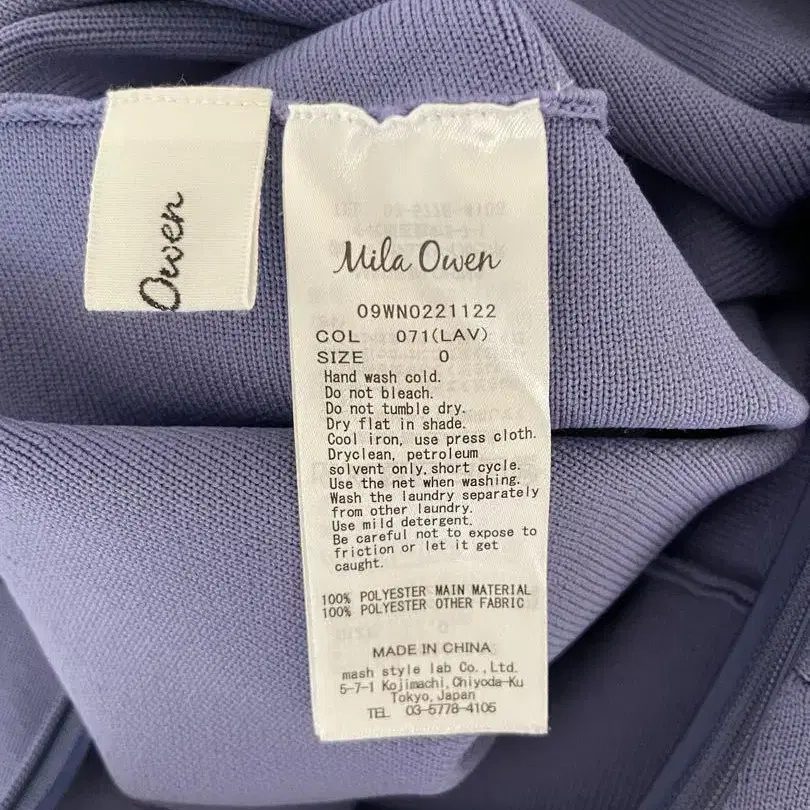 Owen
Mila Owen
09WN0221122
COL 071(LAV)
SIZE 0
Hand wash cold.
Do not bleach.
Do not tumble dry.
Dry flat in shade.
Cool iron, use press cloth.
Dryclean, petroleum
solvent only, short cycle.
Use the net when washing.
Wash the laundry separately
from other laundry.
Use mild detergent.
Be careful not to expose to
friction or let it get
caught.
100% POLYESTER MAIN MATERIAL
100% POLYESTER OTHER FABRIC
MADE IN CHINA
mash style lab Co.,Ltd.
5-7-1 Kojimachi,Chiyoda-Ku
Tokyo,Japan
TEL 03-5778-4105